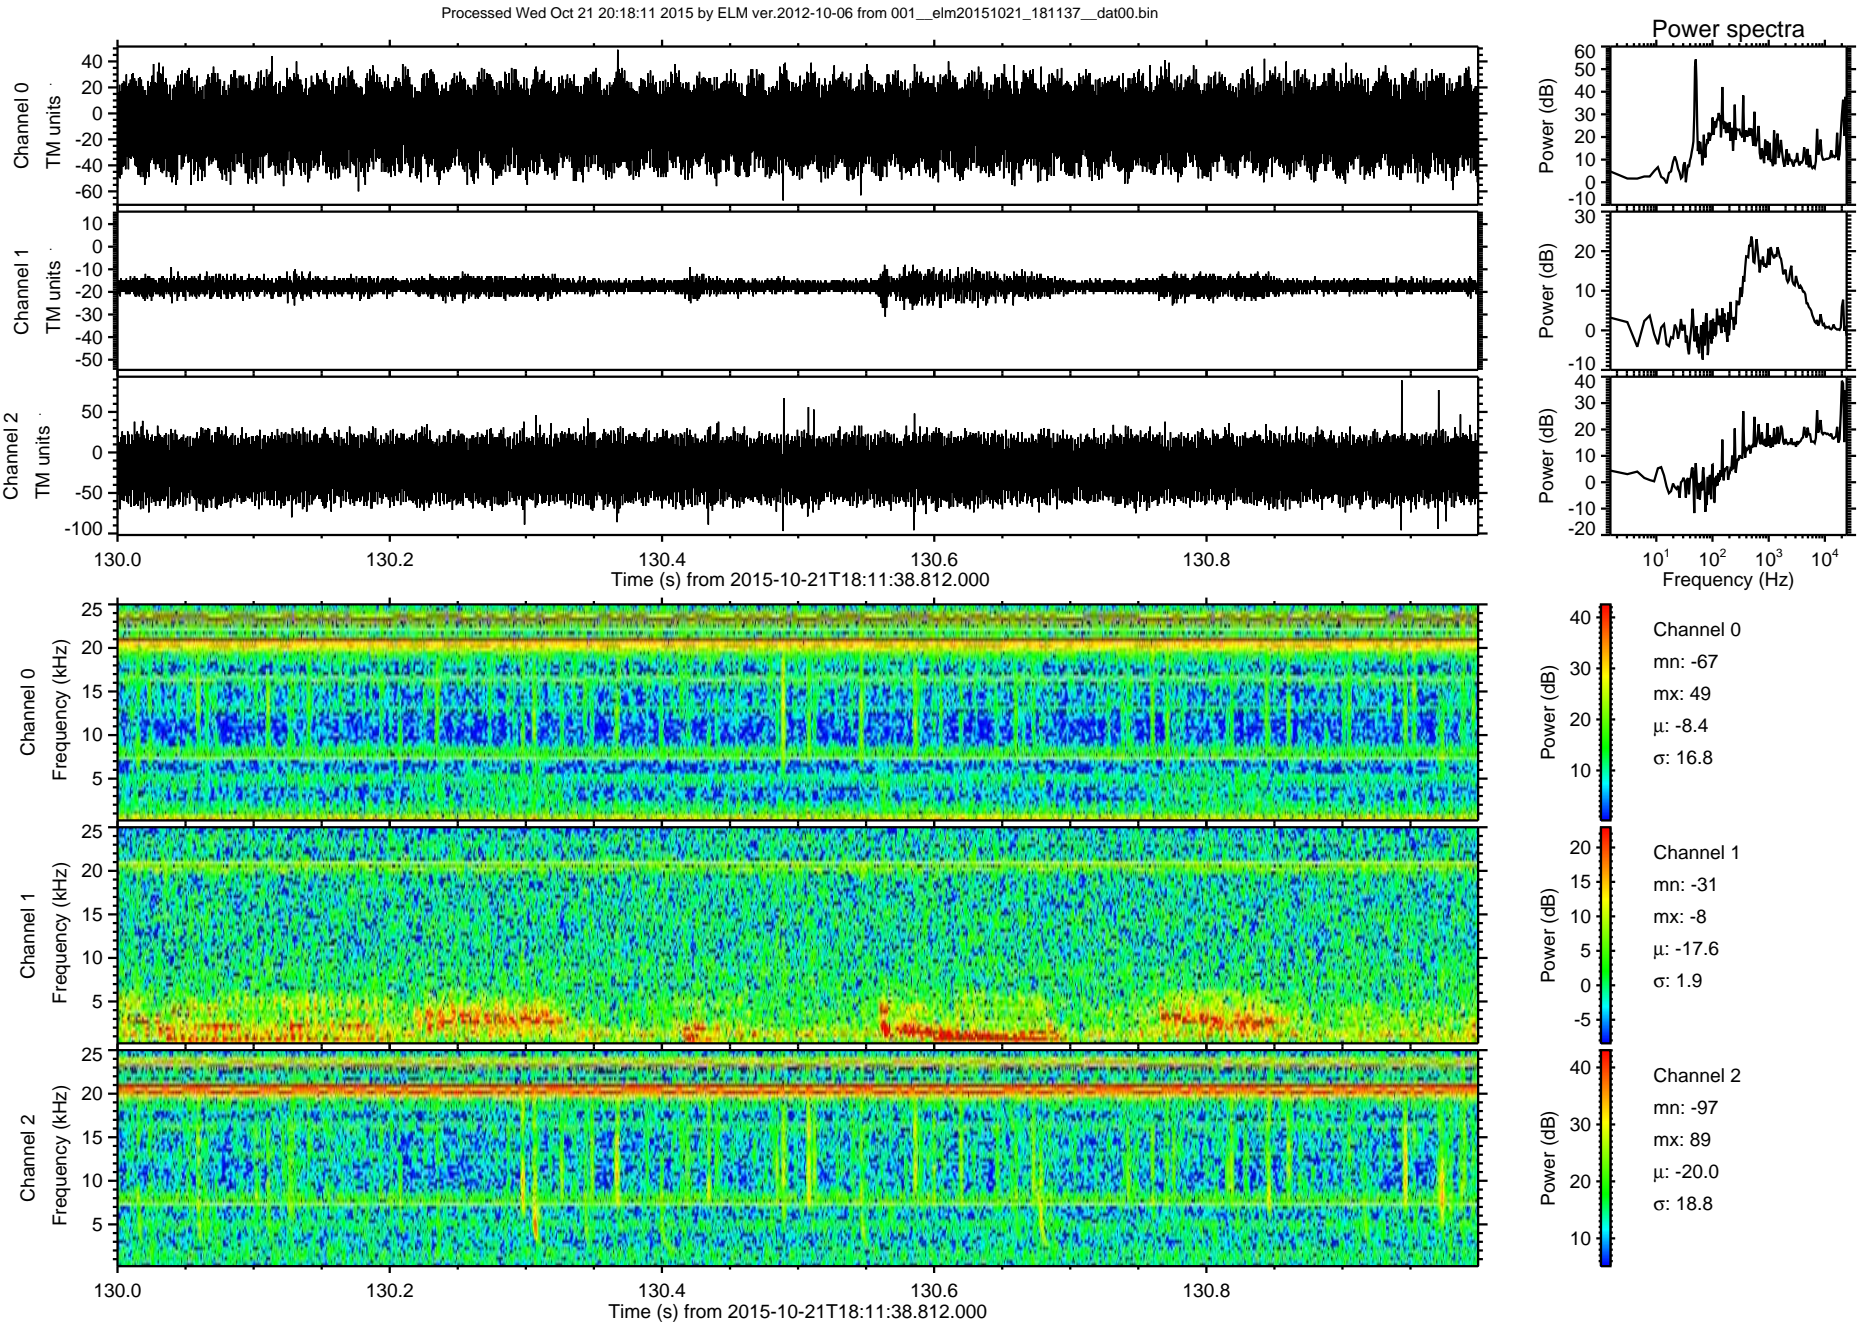 Processed Wed Oct 21 20:18:11 2015 by ELM ver.2012-10-06 from 001__elm20151021_181137__dat00.bin
Power spectra
Channel 0
TM units
40
20
0
-20
-40
-60
Power (dB)
60
50
40
30
20
10
0
-10
Channel 1
TM units
10
0
-10
-20
-30
-40
-50
Power (dB)
30
20
10
0
-10
Channel 2
TM units
50
0
-50
-100
Power (dB)
40
30
20
10
0
-10
-20
130.0 130.2 130.4 130.6 130.8
Time (s) from 2015-10-21T18:11:38.812.000
10¹ 10² 10³ 10⁴
Frequency (Hz)
Channel 0
Frequency (kHz)
25
20
15
10
5
Power (dB)
40
30
20
10
Channel 0
mn: -67
mx: 49
µ: -8.4
σ: 16.8
Channel 1
Frequency (kHz)
25
20
15
10
5
Power (dB)
20
15
10
5
0
-5
Channel 1
mn: -31
mx: -8
µ: -17.6
σ: 1.9
Channel 2
Frequency (kHz)
25
20
15
10
5
Power (dB)
40
30
20
10
Channel 2
mn: -97
mx: 89
µ: -20.0
σ: 18.8
130.0 130.2 130.4 130.6 130.8
Time (s) from 2015-10-21T18:11:38.812.000